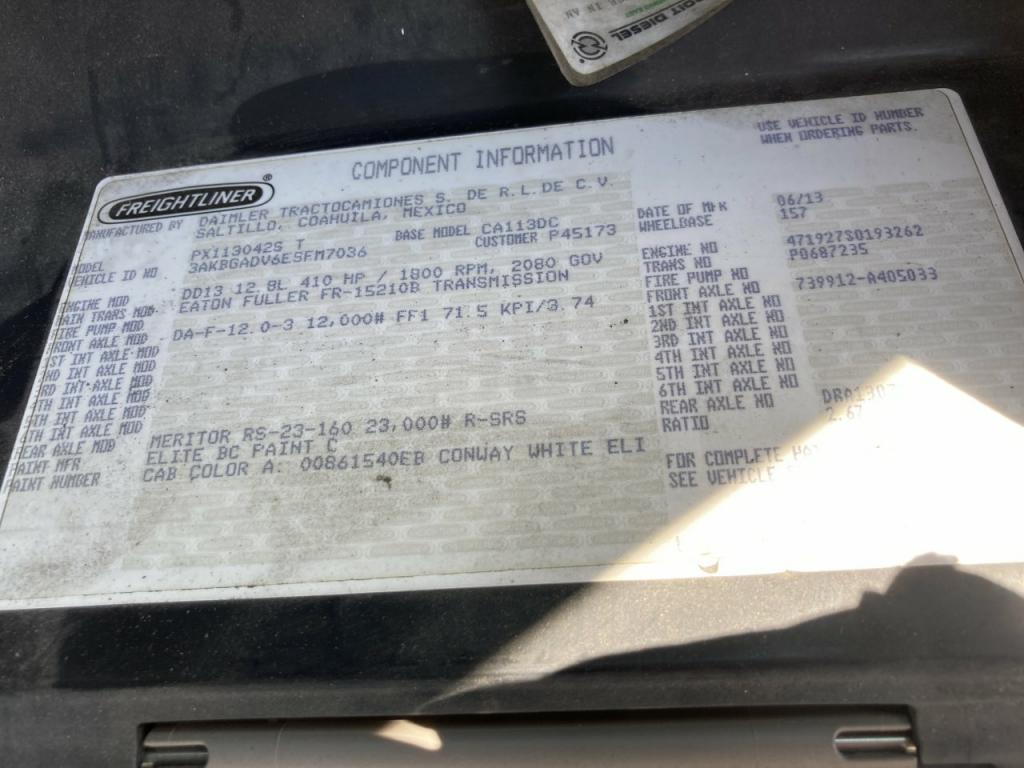 DETROIT DIESEL
COMPONENT INFORMATION
USE VEHICLE ID NUMBER
WHEN ORDERING PARTS.
FREIGHTLINER®
MANUFACTURED BY DAIMLER TRACTOCAMIONES S. DE R.L.DE C.V.
SALTILLO, COAHUILA, MEXICO
DATE OF MFR 06/13
MODEL PX113042S T BASE MODEL CA113DC WHEELBASE 157
VEHICLE ID NO 3AKBGADV6ESFM7036 CUSTOMER P45173
ENGINE MOD DD13 12.8L 410 HP / 1800 RPM, 2080 GOV ENGINE NO 471927S0193262
MAIN TRANS MOD EATON FULLER FR-15210B TRANSMISSION TRANS NO P0687235
FIRE PUMP MOD FIRE PUMP NO
FRONT AXLE MOD DA-F-12.0-3 12,000# FF1 71.5 KPI/3.74 FRONT AXLE NO 739912-A405033
1ST INT AXLE MOD 1ST INT AXLE NO
2ND INT AXLE MOD 2ND INT AXLE NO
3RD INT AXLE MOD 3RD INT AXLE NO
4TH INT AXLE MOD 4TH INT AXLE NO
5TH INT AXLE MOD 5TH INT AXLE NO
6TH INT AXLE MOD 6TH INT AXLE NO
REAR AXLE MOD MERITOR RS-23-160 23,000# R-SRS REAR AXLE NO
PAINT MFR ELITE BC PAINT C RATIO 2.67
PAINT NUMBER CAB COLOR A: 00861540EB CONWAY WHITE ELI
FOR COMPLETE
SEE VEHICLE